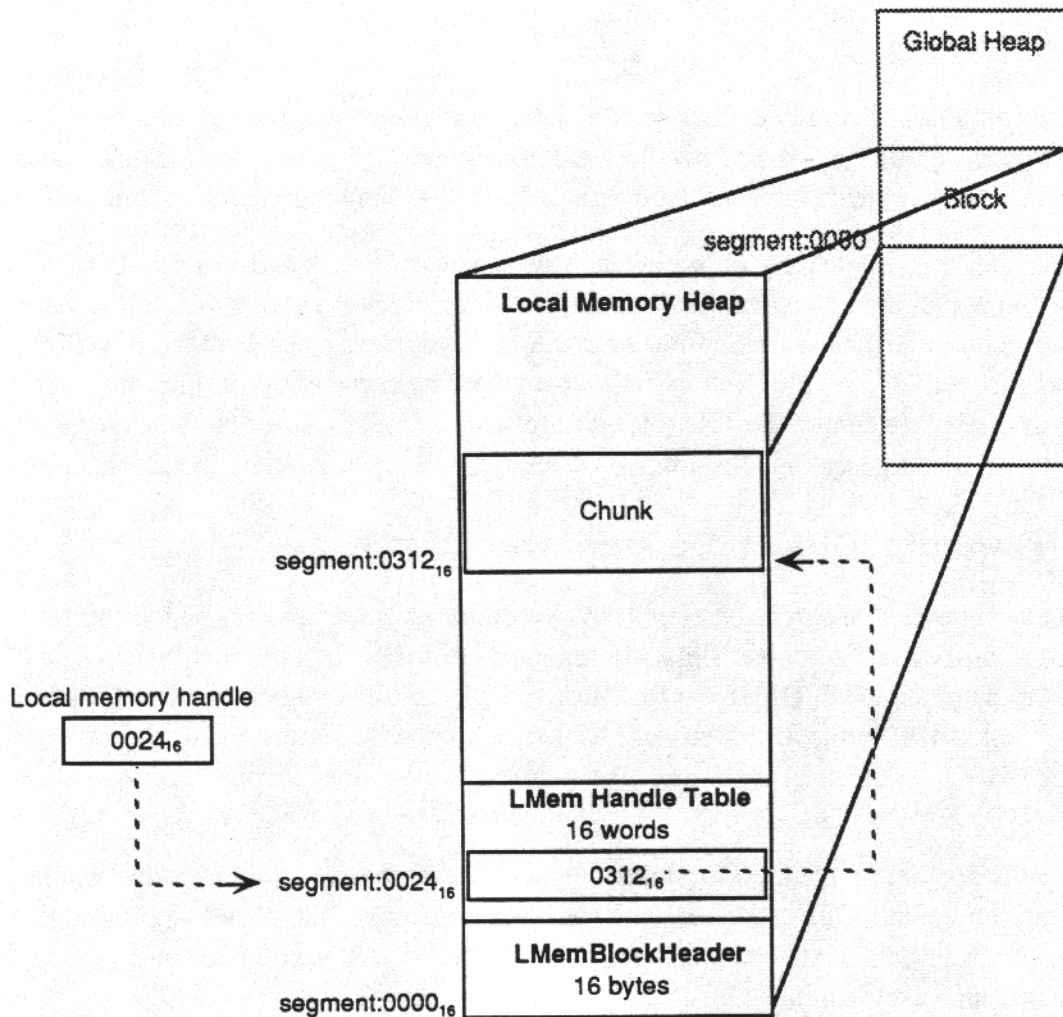 Global Heap
Block
segment:0000
Local Memory Heap
Chunk
segment:0312₁₆
Local memory handle
0024₁₆
LMem Handle Table
16 words
segment:0024₁₆
0312₁₆
LMemBlockHeader
16 bytes
segment:0000₁₆